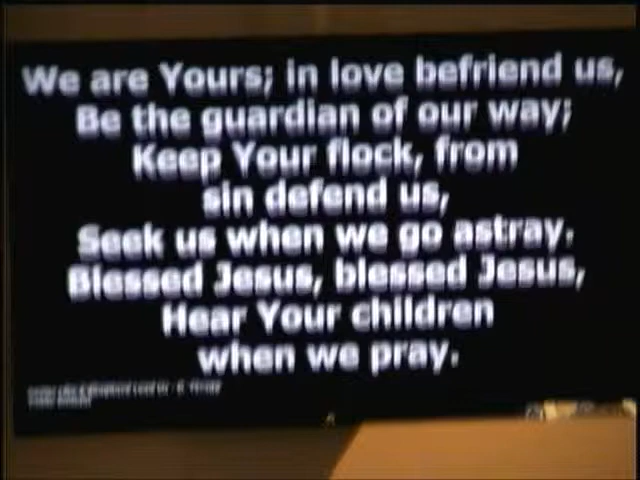 We are Yours; in love befriend us,
Be the guardian of our way;
Keep Your flock, from
sin defend us,
Seek us when we go astray.
Blessed Jesus, blessed Jesus,
Hear Your children
when we pray.